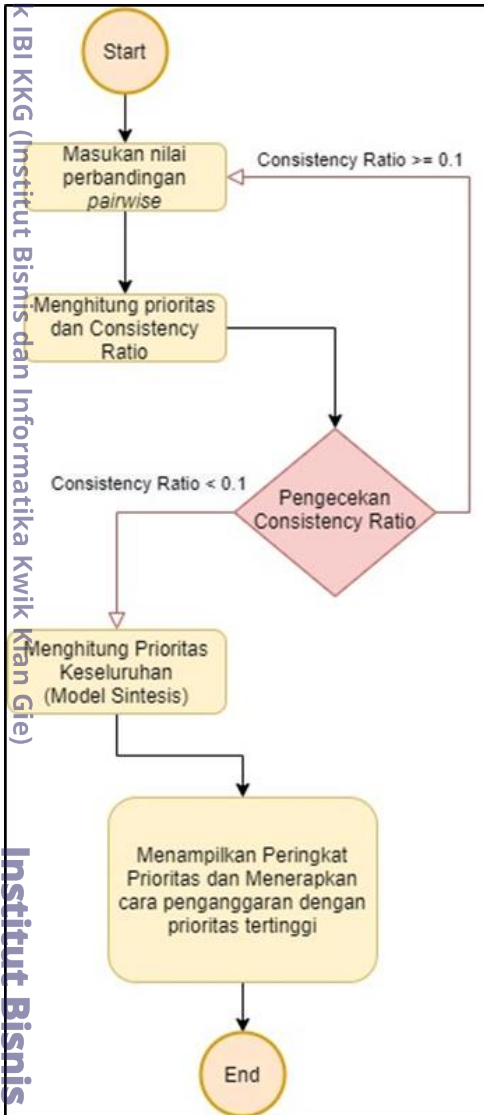 Start
Masukan nilai
perbandingan
pairwise
Consistency Ratio >= 0.1
Menghitung prioritas
dan Consistency
Ratio
Pengecekan
Consistency Ratio
Consistency Ratio < 0.1
Menghitung Prioritas
Keseluruhan
(Model Sintesis)
Menampilkan Peringkat
Prioritas dan Menerapkan
cara penganggaran dengan
prioritas tertinggi
End
k IBI KKG (Institut Bisnis dan Informatika Kwik Kian Gie)
Institut Bisnis